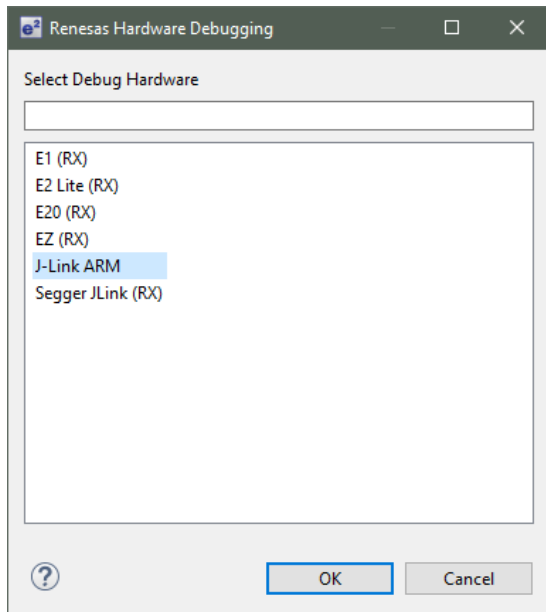 e² Renesas Hardware Debugging
Select Debug Hardware
E1 (RX)
E2 Lite (RX)
E20 (RX)
EZ (RX)
J-Link ARM
Segger JLink (RX)
?
OK
Cancel